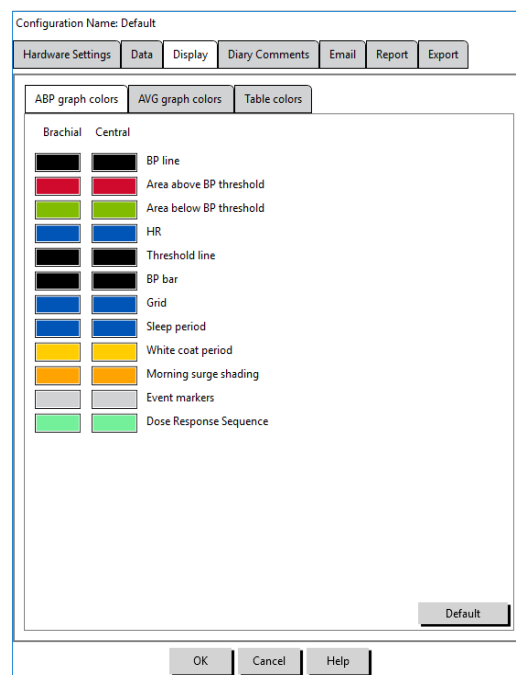 Configuration Name: Default
Hardware Settings Data Display Diary Comments Email Report Export
ABP graph colors AVG graph colors Table colors
Brachial Central
BP line
Area above BP threshold
Area below BP threshold
HR
Threshold line
BP bar
Grid
Sleep period
White coat period
Morning surge shading
Event markers
Dose Response Sequence
Default
OK Cancel Help